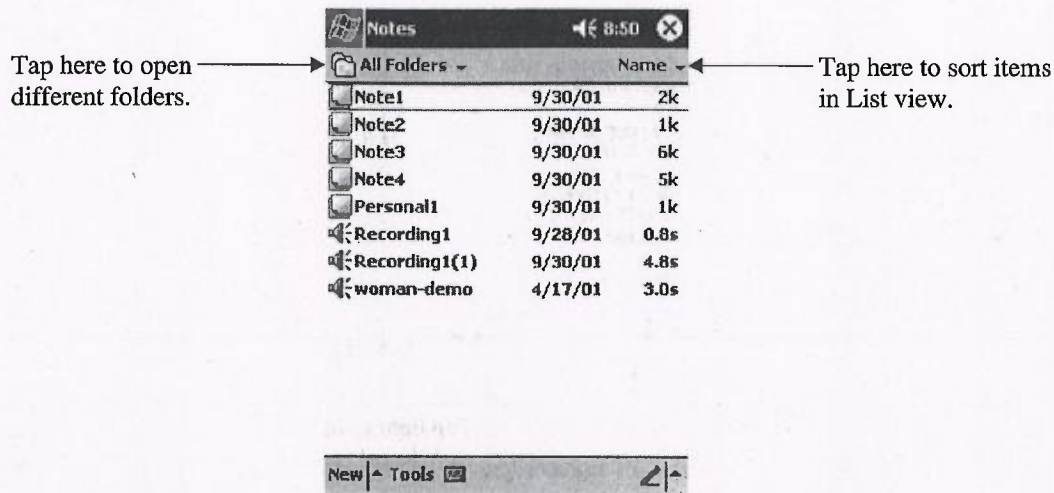 Notes 8:50
Tap here to open
different folders.
All Folders Name
Tap here to sort items
in List view.
Note1 9/30/01 2k
Note2 9/30/01 1k
Note3 9/30/01 6k
Note4 9/30/01 5k
Personal1 9/30/01 1k
Recording1 9/28/01 0.8s
Recording1(1) 9/30/01 4.8s
woman-demo 4/17/01 3.0s
New Tools